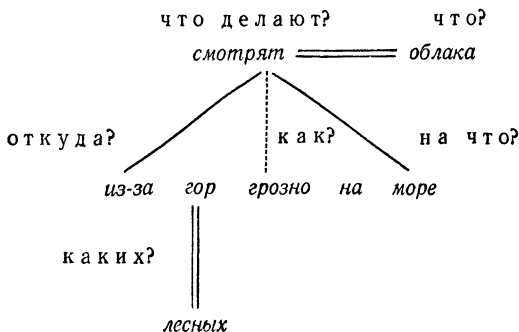 что делают? что?
смотрят облака
откуда? как? на что?
из-за гор грозно на море
каких?
лесных